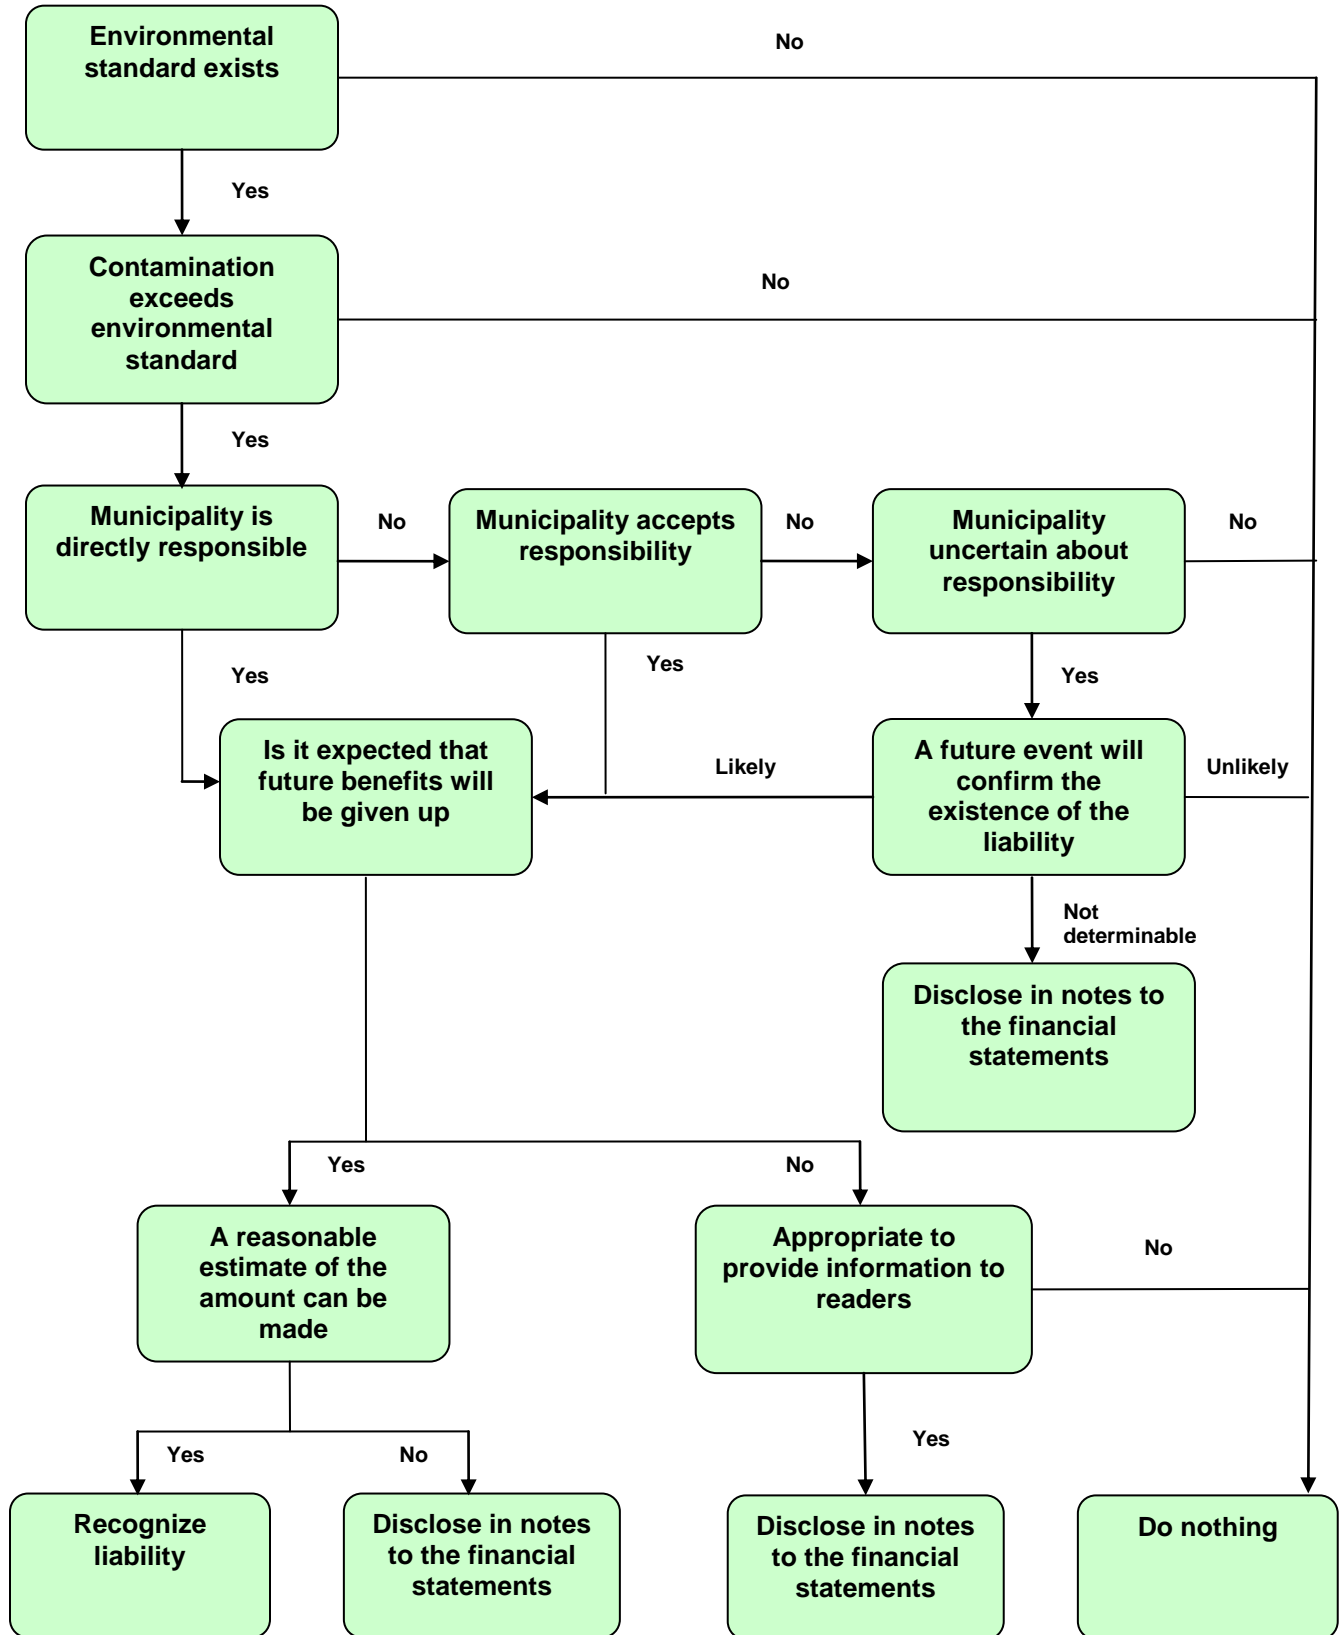 Environmental
standard exists
No
Yes
Contamination
exceeds
environmental
standard
No
Yes
Municipality is
directly responsible
No
Municipality accepts
responsibility
No
Municipality
uncertain about
responsibility
No
Yes
Yes
Yes
Is it expected that
future benefits will
be given up
Likely
A future event will
confirm the
existence of the
liability
Unlikely
Not
determinable
Disclose in notes to
the financial
statements
Yes
No
A reasonable
estimate of the
amount can be
made
Appropriate to
provide information to
readers
No
Yes
No
Yes
Recognize
liability
Disclose in notes
to the financial
statements
Disclose in notes
to the financial
statements
Do nothing